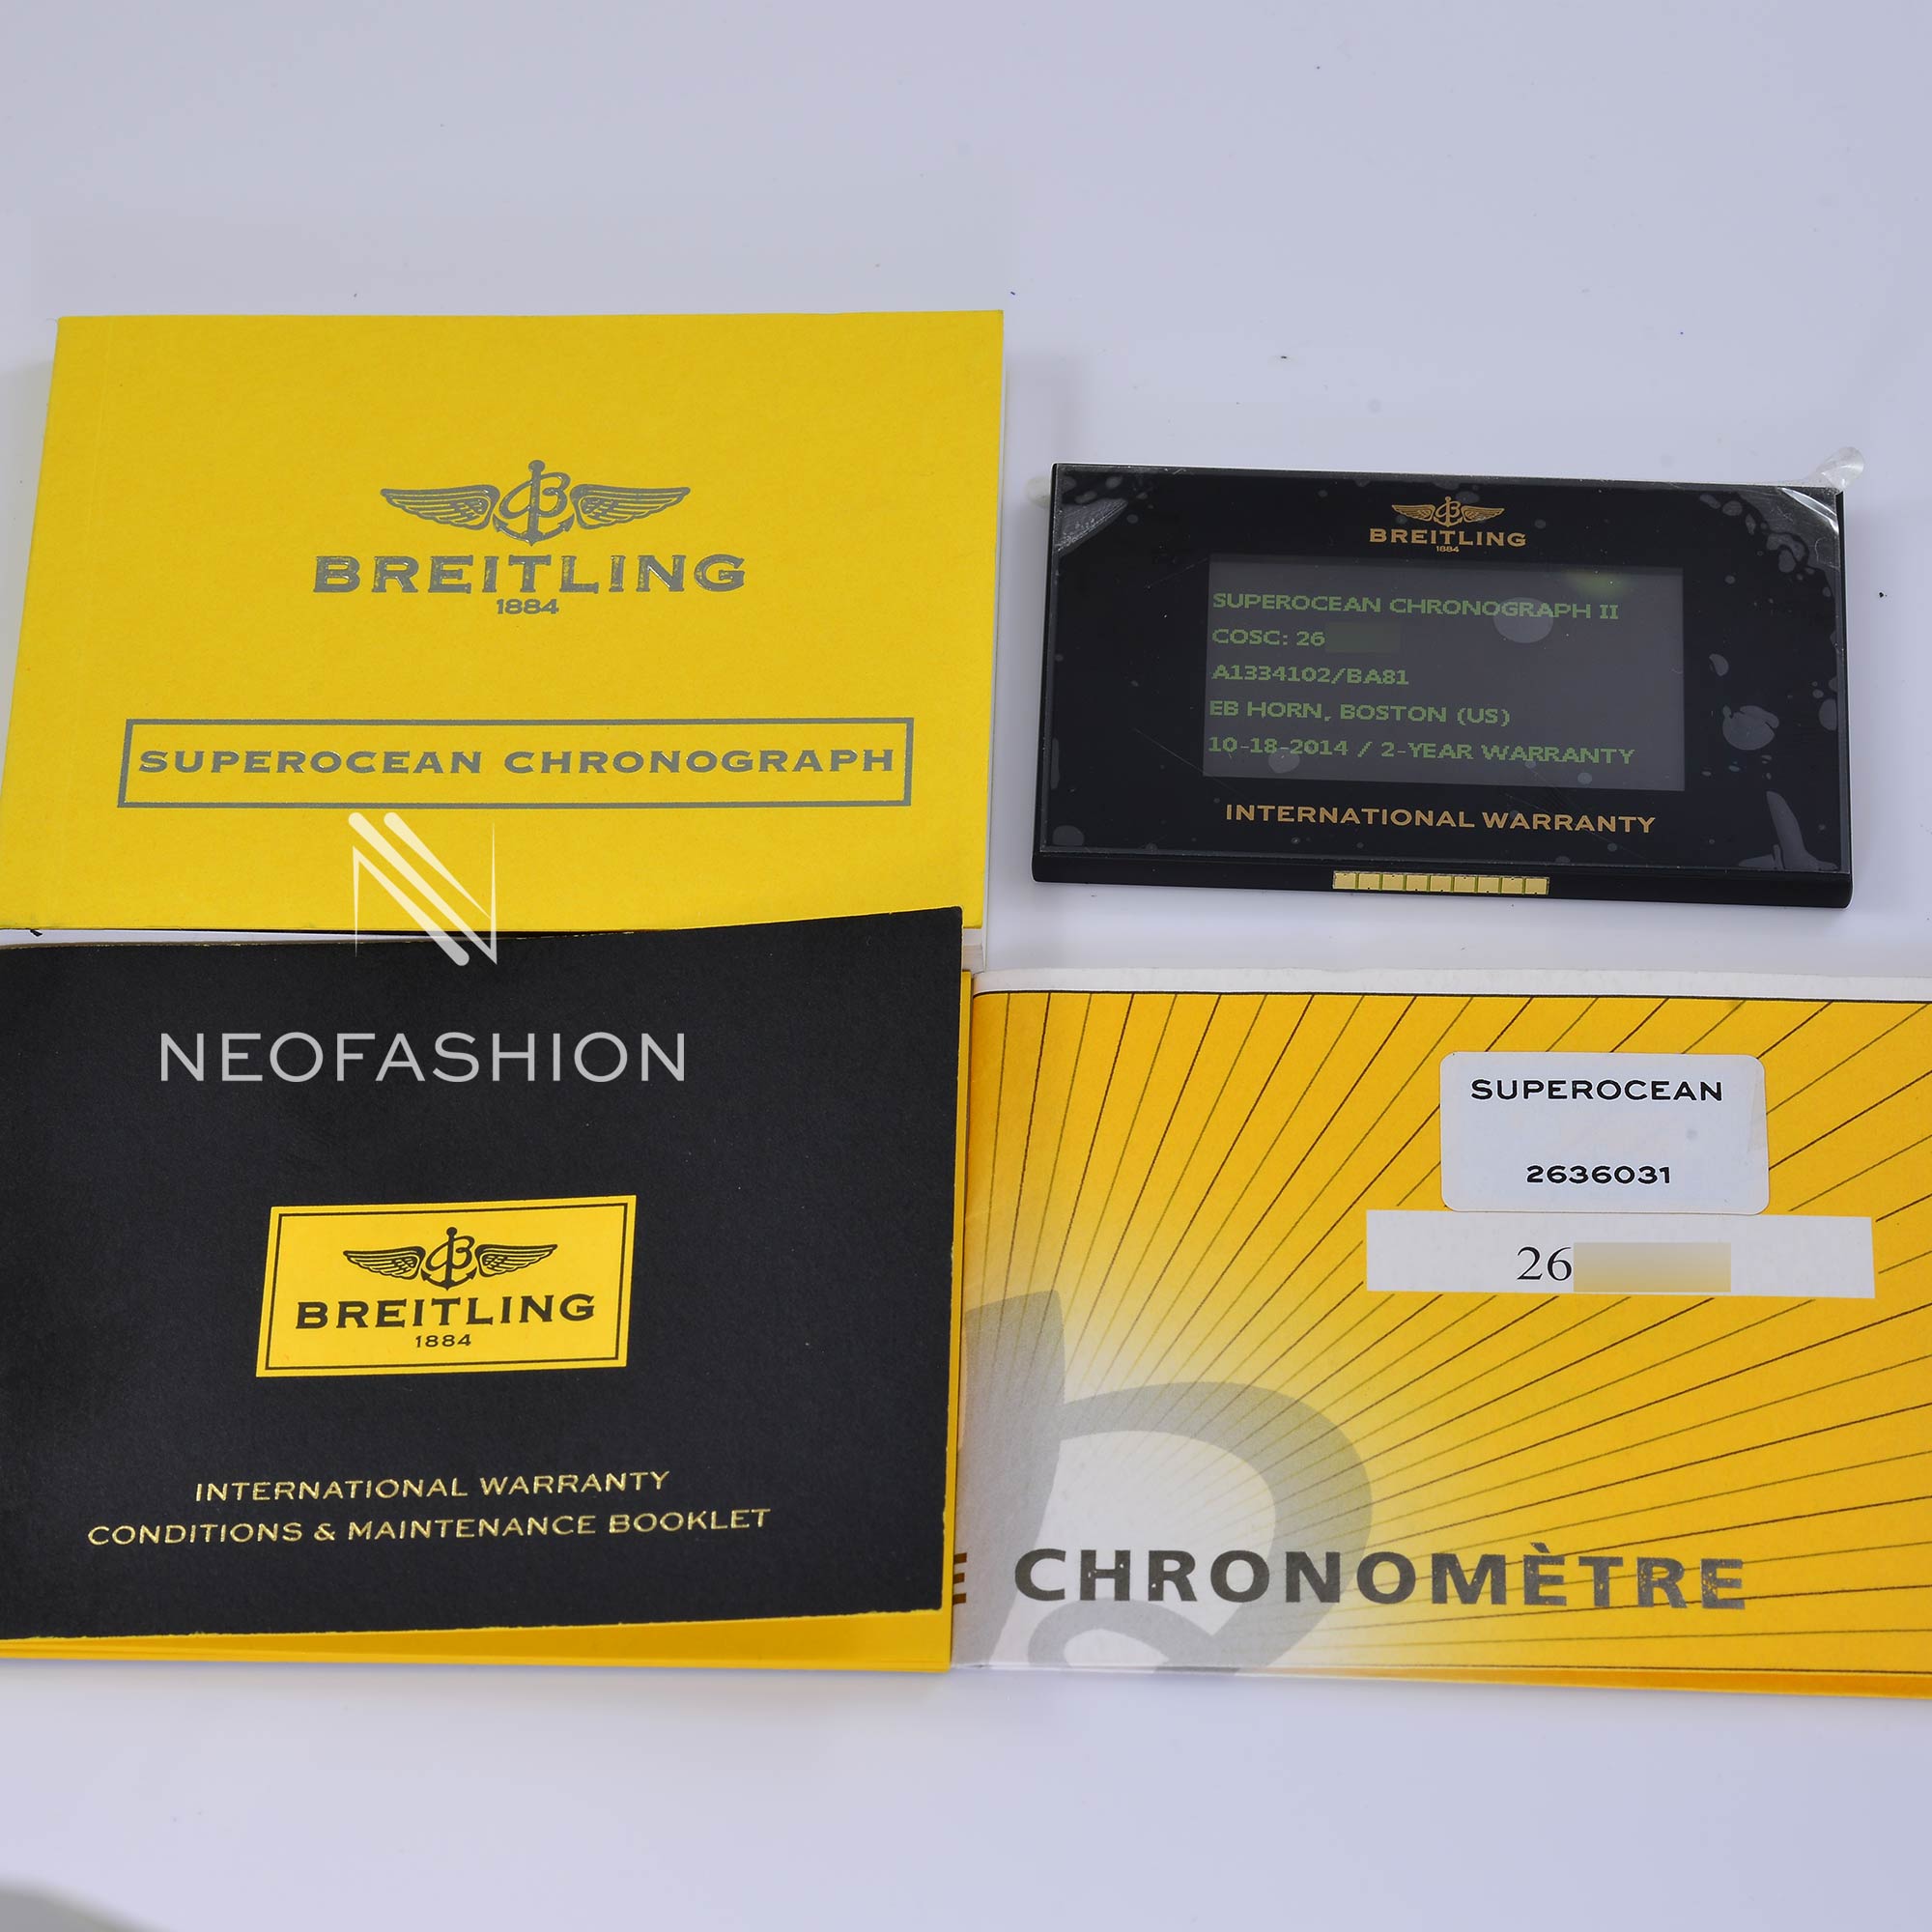 BREITLING
1884
SUPEROCEAN CHRONOGRAPH
BREITLING
1884
SUPEROCEAN CHRONOGRAPH II
COSC: 26
A1334102/BA81
EB HORN, BOSTON (US)
10-18-2014 / 2-YEAR WARRANTY
INTERNATIONAL WARRANTY
NEOFASHION
BREITLING
1884
INTERNATIONAL WARRANTY
CONDITIONS & MAINTENANCE BOOKLET
SUPEROCEAN
2636031
26
E CHRONOMÈTRE